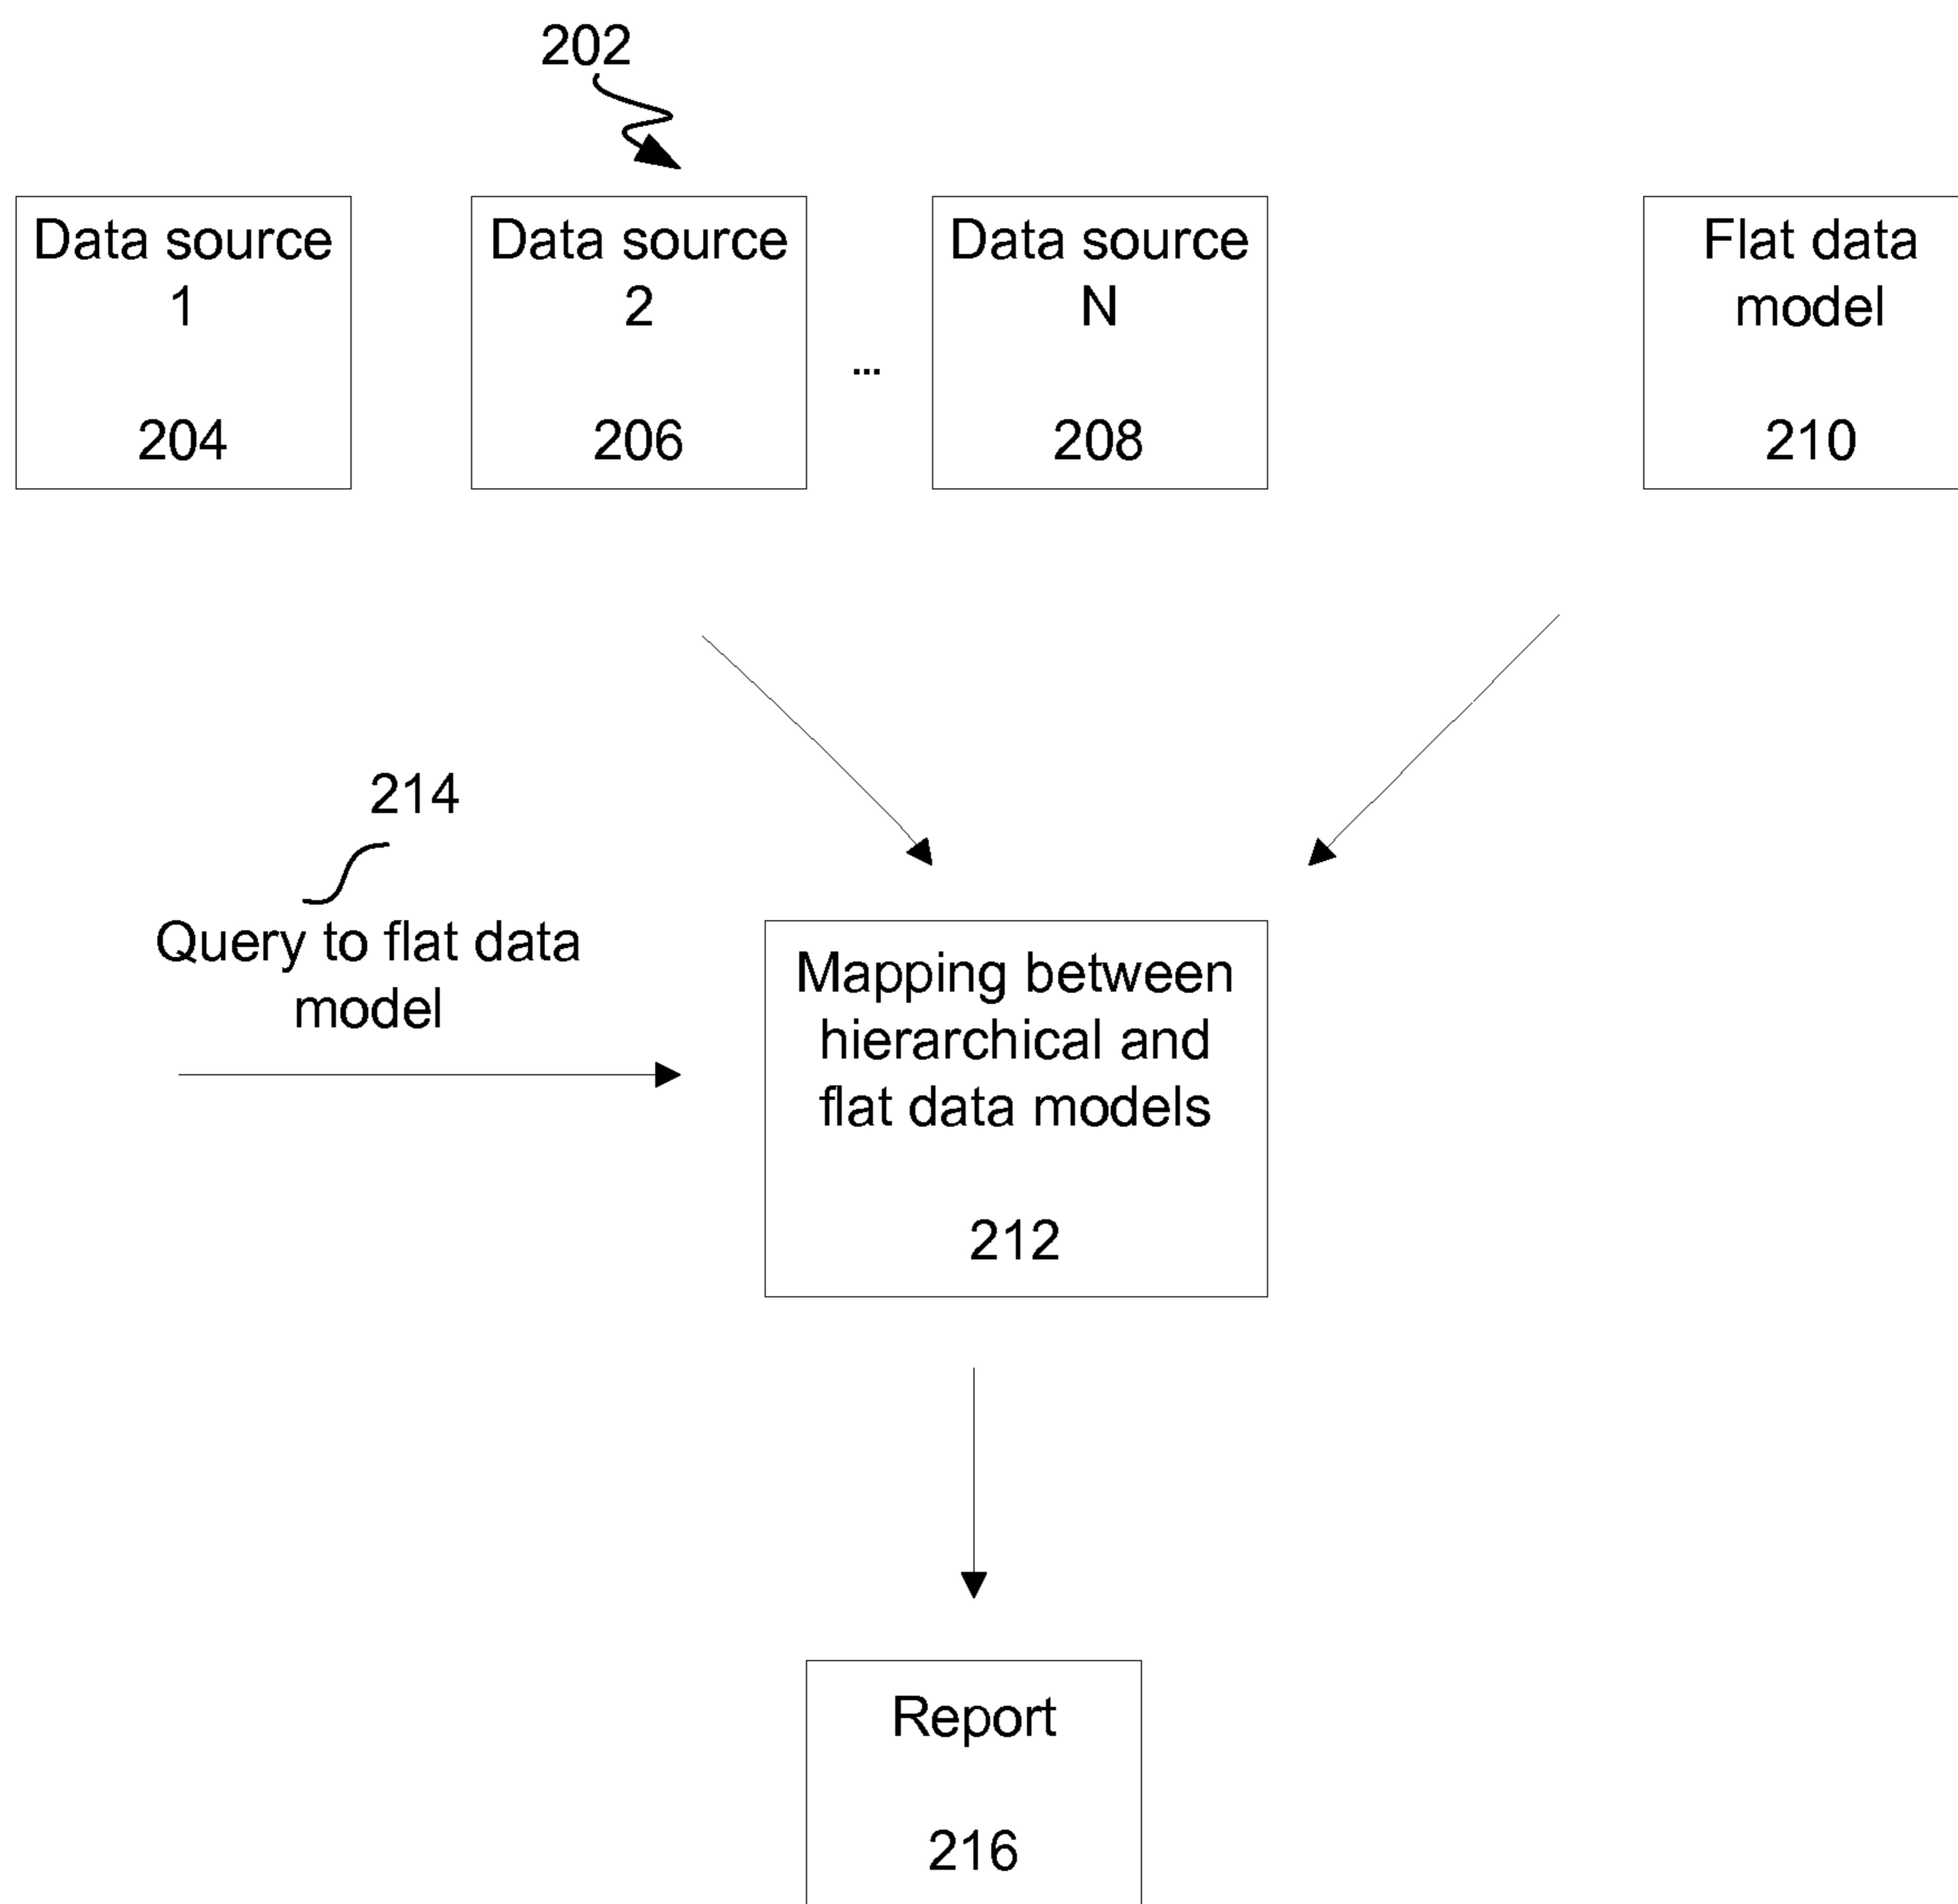 202
Data source
1
204
Data source
2
206
...
Data source
N
208
Flat data
model
210
214
Query to flat data
model
Mapping between
hierarchical and
flat data models
212
Report
216